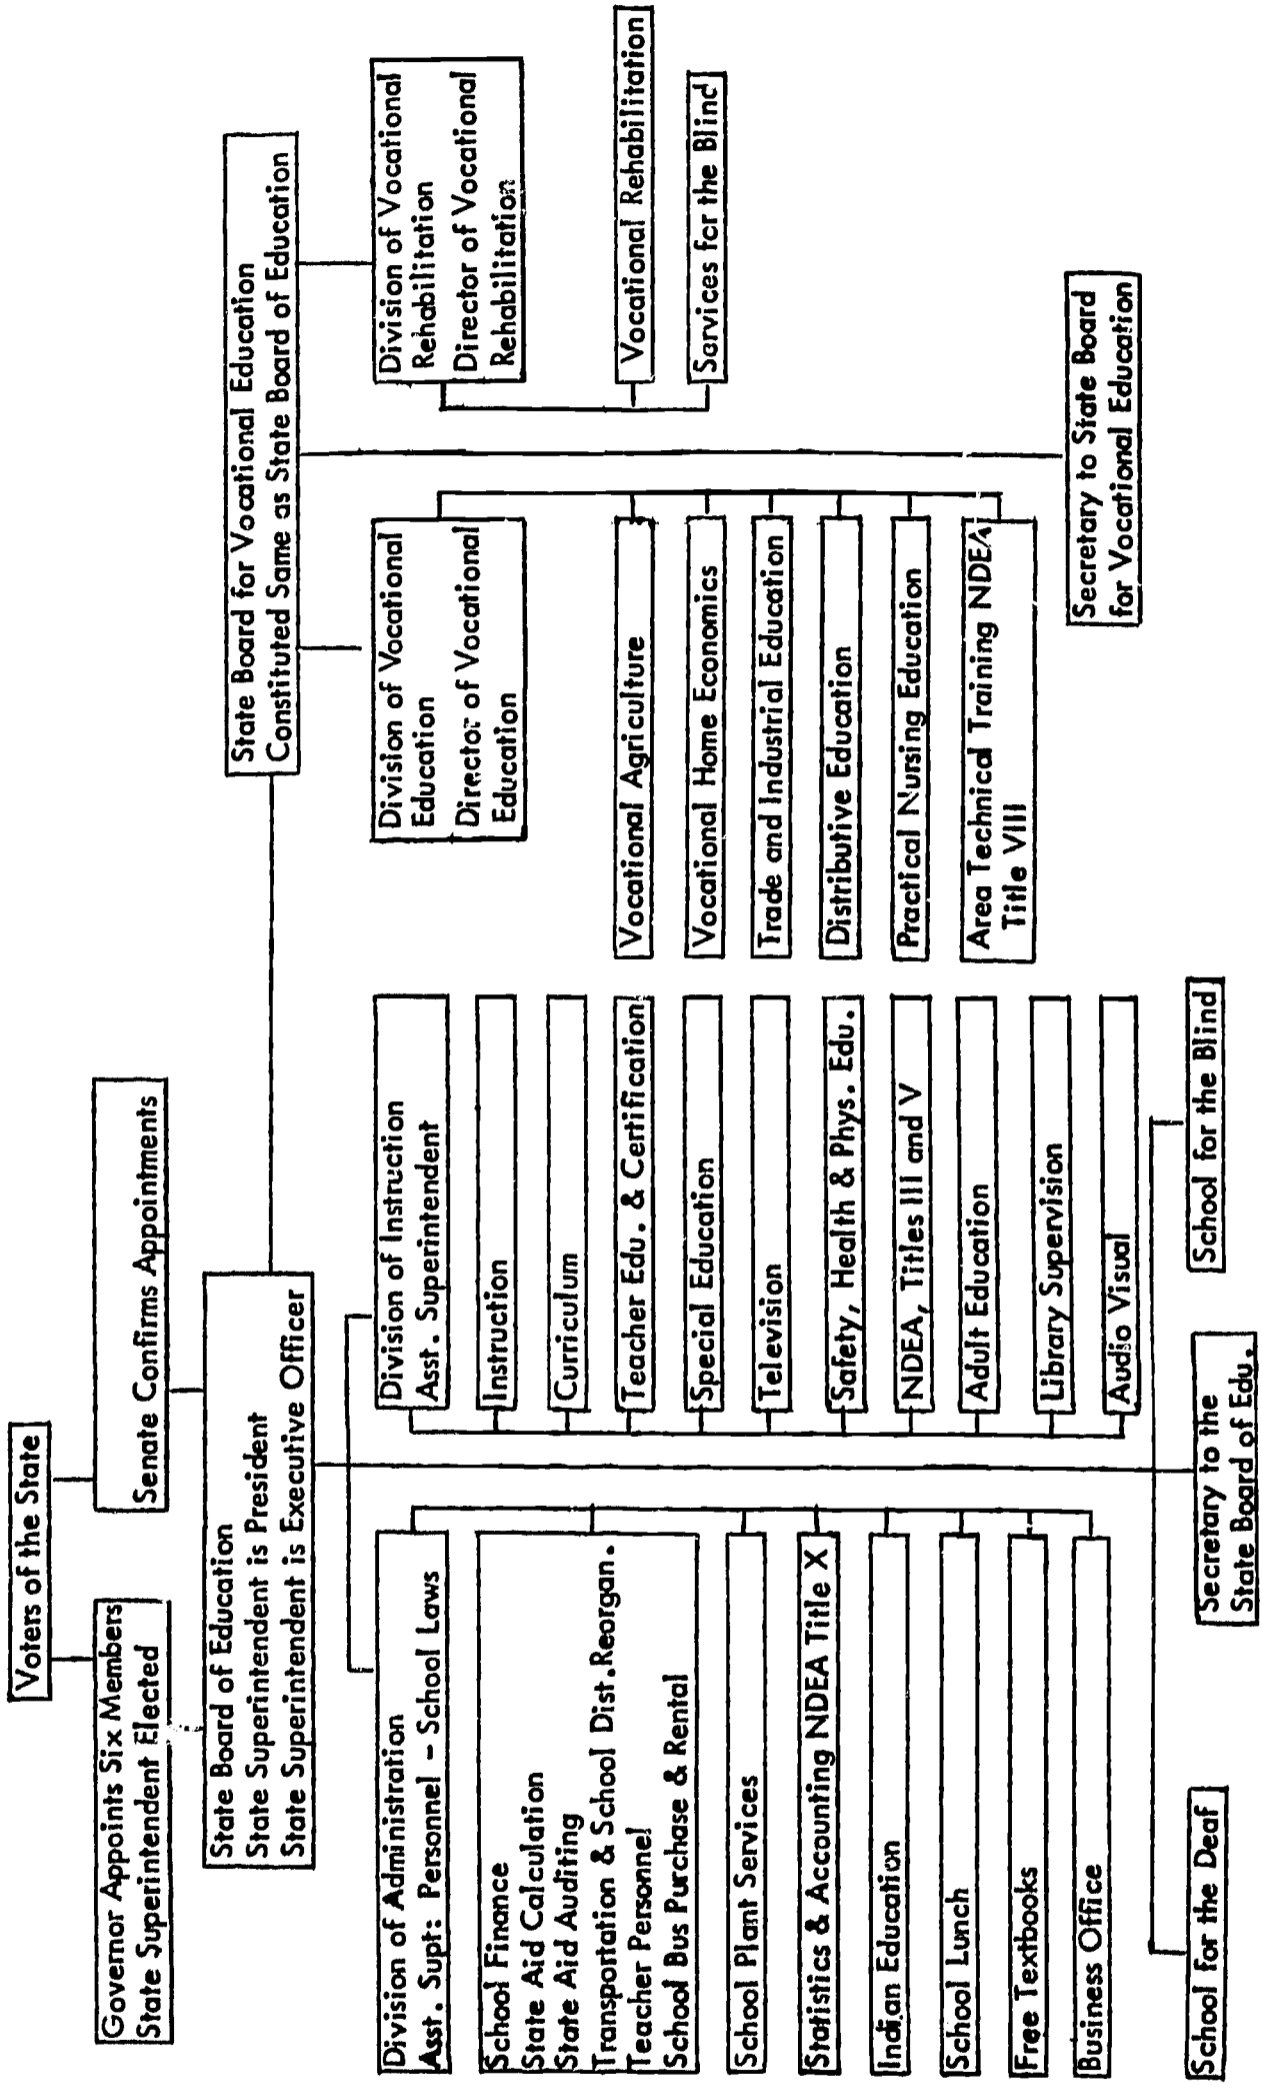 Voters of the State
Governor Appoints Six Members
State Superintendent Elected
Senate Confirms Appointments
State Board of Education
State Superintendent is President
State Superintendent is Executive Officer
State Board for Vocational Education
Constituted Same as State Board of Education
Division of Administration
Asst. Supt: Personnel - School Laws
School Finance
State Aid Calculation
State Aid Auditing
Transportation & School Dist. Reorgan.
Teacher Personnel
School Bus Purchase & Rental
School Plant Services
Statistics & Accounting NDEA Title X
Indian Education
School Lunch
Free Textbooks
Business Office
Division of Instruction
Asst. Superintendent
Instruction
Curriculum
Teacher Edu. & Certification
Special Education
Television
Safety, Health & Phys. Edu.
NDEA, Titles III and V
Adult Education
Library Supervision
Audio Visual
Division of Vocational
Education
Director of Vocational
Education
Vocational Agriculture
Vocational Home Economics
Trade and Industrial Education
Distributive Education
Practical Nursing Education
Area Technical Training NDEA
Title VIII
Division of Vocational
Rehabilitation
Director of Vocational
Rehabilitation
Vocational Rehabilitation
Services for the Blind
School for the Deaf
Secretary to the
State Board of Edu.
School for the Blind
Secretary to State Board
for Vocational Education